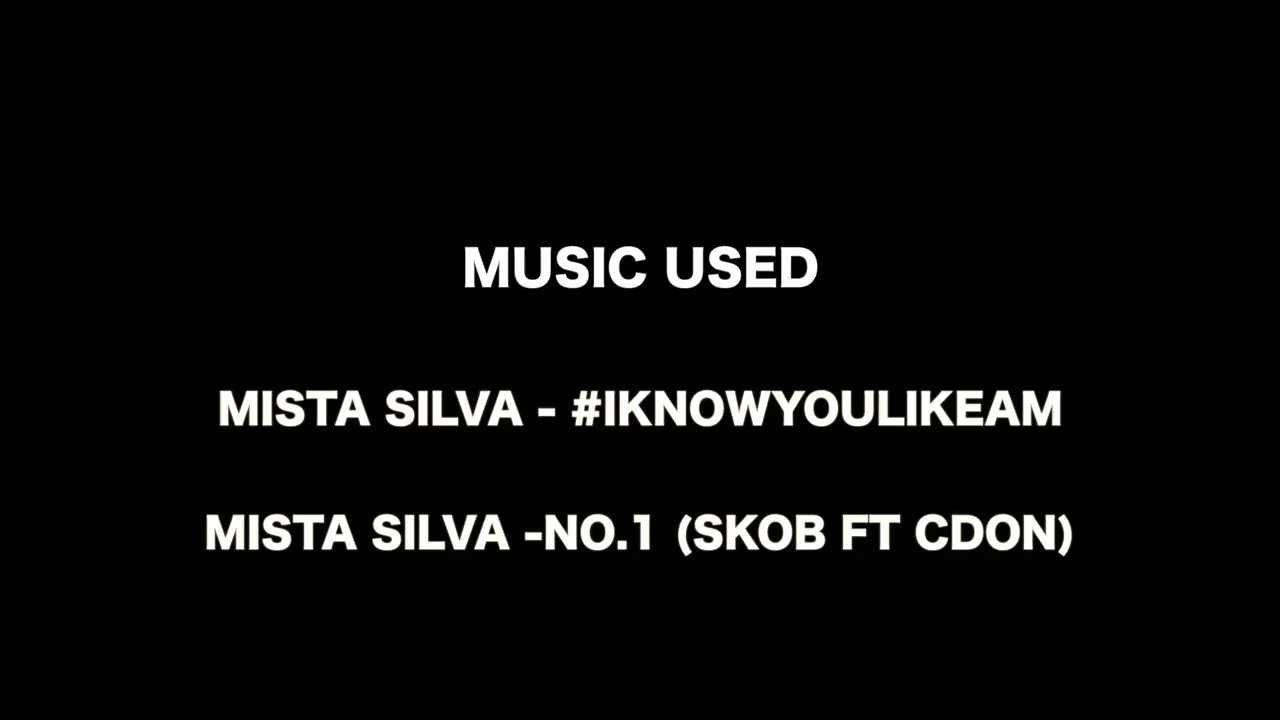 MUSIC USED
MISTA SILVA - #IKNOWYOULIKEAM
MISTA SILVA -NO.1 (SKOB FT CDON)